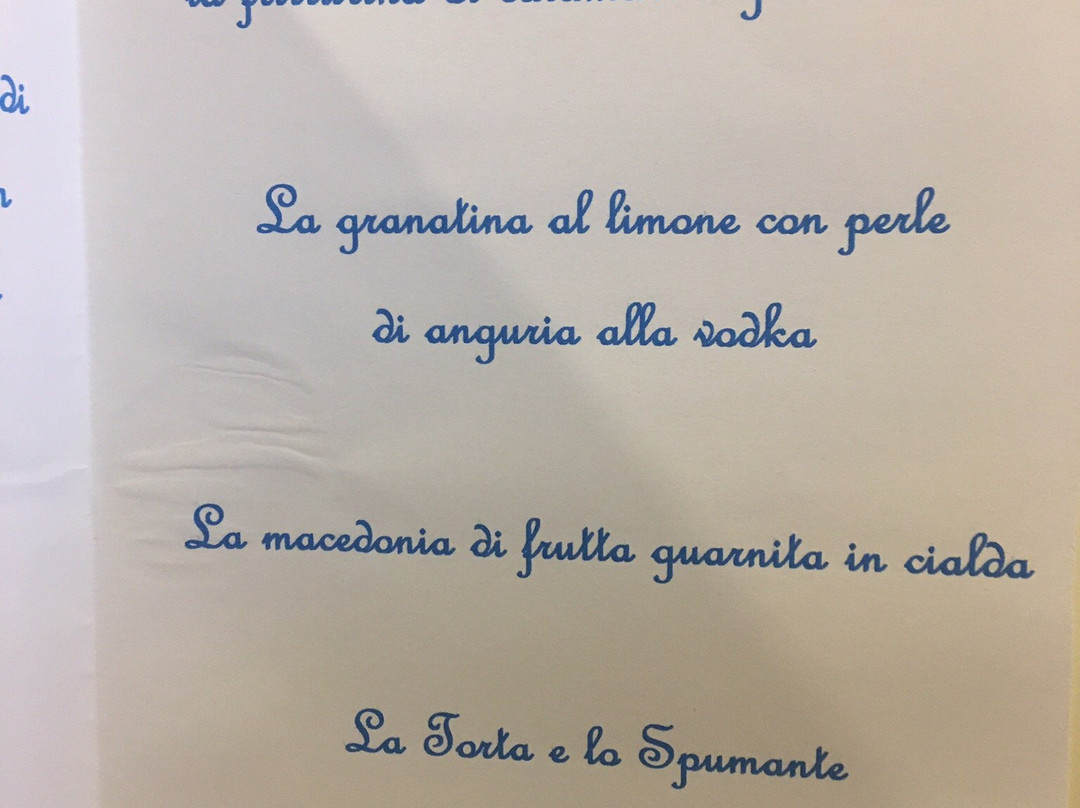 di
La granatina al limone con perle
di anguria alla vodka
La macedonia di frutta guarnita in cialda
La Torta e lo Spumante